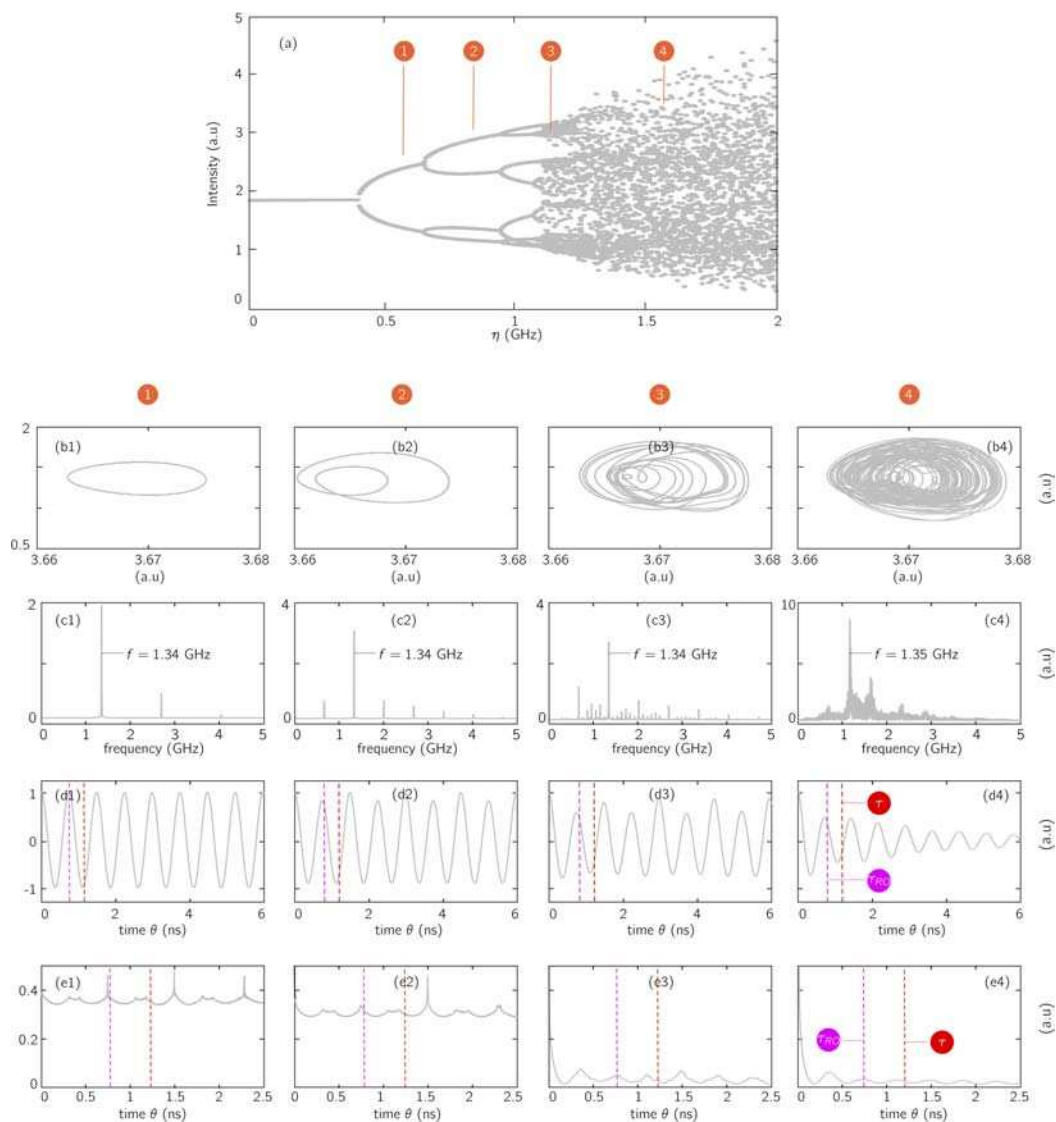 5
(a)
1 2 3 4
4
3
2
1
0
Intensity (a.u)
0 0.5 1 1.5 2
η (GHz)
1 2 3 4
2
(b1) (b2) (b3) (b4)
(a.u)
0.5
3.66 3.67 3.68 3.66 3.67 3.66 3.67 3.68 3.66 3.67 3.68
(a.u) (a.u) (a.u) (a.u)
2 4 4 10
(c1) (c2) (c3) (c4)
f = 1.34 GHz f = 1.34 GHz f = 1.34 GHz f = 1.35 GHz
(a.u)
0 0 0 0
0 1 2 3 4 5 0 1 2 3 4 5 0 1 2 3 4 5 0 1 2 3 4 5
frequency (GHz) frequency (GHz) frequency (GHz) frequency (GHz)
1
(d1) (d2) (d3) (d4)
τ
0
(a.u)
τRO
-1
0 2 4 6 0 2 4 6 0 2 4 6 0 2 4 6
time θ (ns) time θ (ns) time θ (ns) time θ (ns)
0.4
(e1) (e2) (e3) (e4)
(a.u)
0.2
τRO τ
0
0 0.5 1 1.5 2 2.5 0 0.5 1 1.5 2 2.5 0 0.5 1 1.5 2 2.5 0 0.5 1 1.5 2 2.5
time θ (ns) time θ (ns) time θ (ns) time θ (ns)